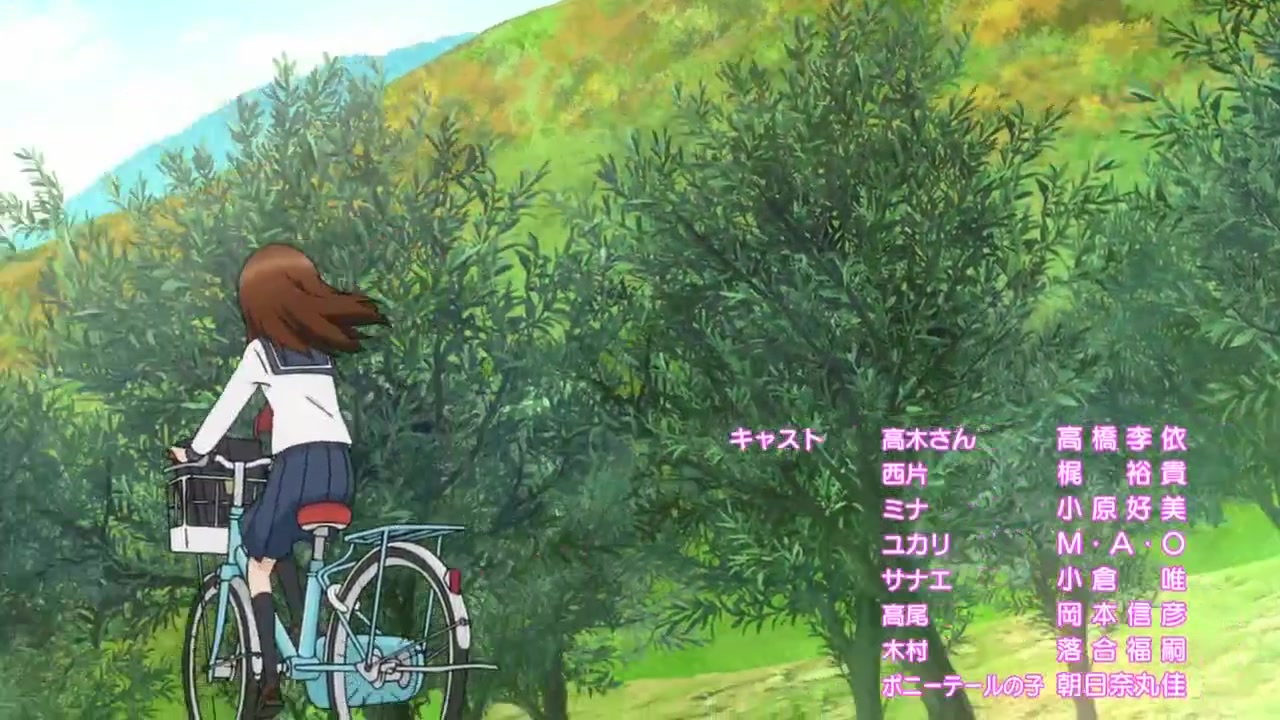 キャスト 高木さん 高橋李依
西片 梶 裕貴
ミナ 小原好美
ユカリ M・A・O
サナエ 小倉 唯
高尾 岡本信彦
木村 落合福嗣
ポニーテールの子 朝日奈丸佳